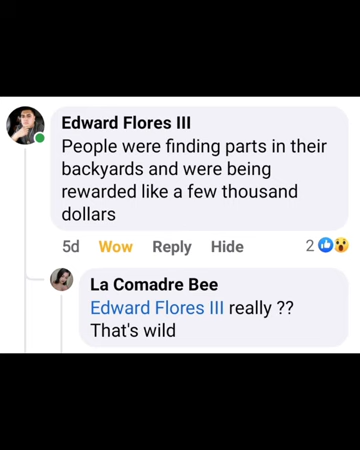 Edward Flores III
People were finding parts in their
backyards and were being
rewarded like a few thousand
dollars
5d Wow Reply Hide 2
La Comadre Bee
Edward Flores III really ??
That's wild